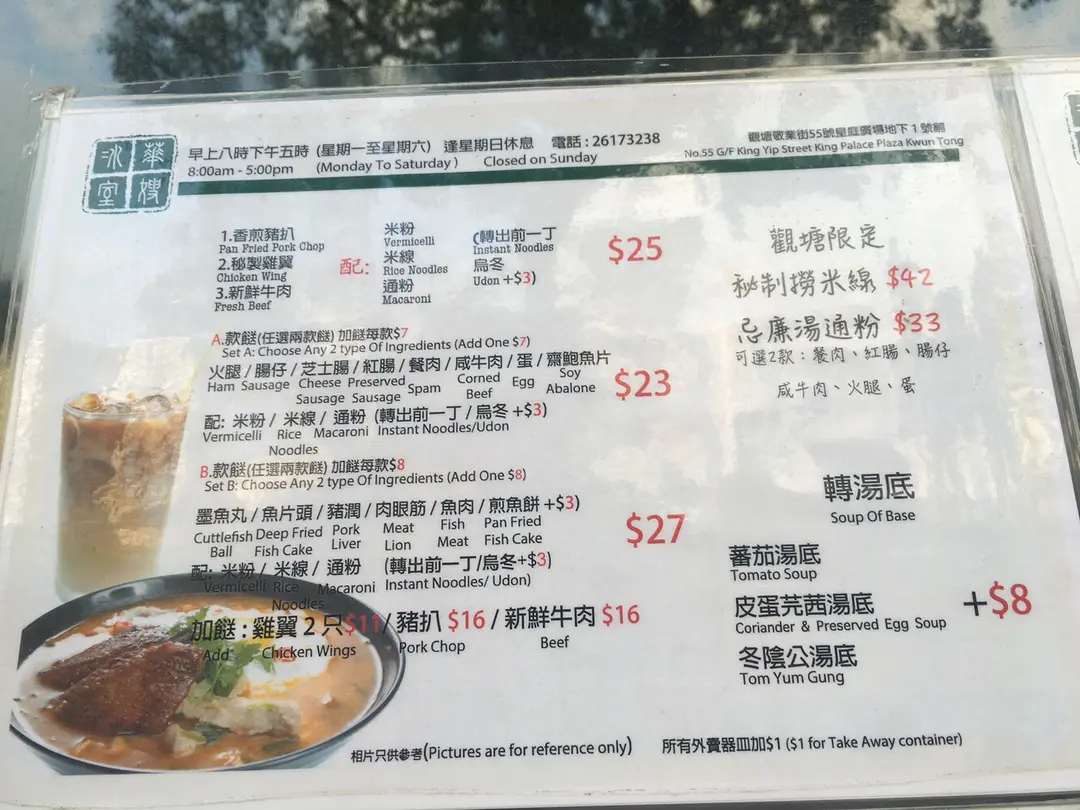 華嫂冰室
早上八時下午五時 (星期一至星期六) 逢星期日休息 電話 : 26173238
8:00am - 5:00pm (Monday To Saturday ) Closed on Sunday
觀塘敬業街55號皇庭廣場地下 1 號舖
No.55 G/F King Yip Street King Palace Plaza Kwun Tong
1.香煎豬扒
Pan Fried Pork Chop
2.秘製雞翼
Chicken Wing
3.新鮮牛肉
Fresh Beef
配:
米粉
Vermicelli
米線
Rice Noodles
通粉
Macaroni
(轉出前一丁
Instant Noodles
烏冬
Udon +$3)
$25
A.款餸(任選兩款餸) 加餸每款$7
Set A: Choose Any 2 type Of Ingredients (Add One $7)
火腿 / 腸仔 / 芝士腸 / 紅腸 / 餐肉 / 咸牛肉 / 蛋 / 齋鮑魚片
Ham Sausage Cheese Preserved Spam Corned Egg Soy
Sausage Sausage Beef Abalone
$23
配: 米粉 / 米線 / 通粉 (轉出前一丁 / 烏冬 +$3)
Vermicelli Rice Macaroni Instant Noodles/Udon
Noodles
B.款餸(任選兩款餸) 加餸每款$8
Set B: Choose Any 2 type Of Ingredients (Add One $8)
墨魚丸 / 魚片頭 / 豬潤 / 肉眼筋 / 魚肉 / 煎魚餅 +$3)
Cuttlefish Deep Fried Pork Meat Fish Pan Fried
Ball Fish Cake Liver Lion Meat Fish Cake
$27
配: 米粉 / 米線 / 通粉 (轉出前一丁/烏冬+$3)
Vermicelli Rice Macaroni Instant Noodles/ Udon)
Noodles
加餸 : 雞翼 2 只$11 / 豬扒 $16 / 新鮮牛肉 $16
Add Chicken Wings Pork Chop Beef
觀塘限定
秘制撈米線 $42
忌廉湯通粉 $33
可選2款 : 餐肉、紅腸、腸仔
咸牛肉、火腿、蛋
轉湯底
Soup Of Base
蕃茄湯底
Tomato Soup
皮蛋芫茜湯底
Coriander & Preserved Egg Soup
冬陰公湯底
Tom Yum Gung
+$8
相片只供參考(Pictures are for reference only) 所有外賣器皿加$1 ($1 for Take Away container)